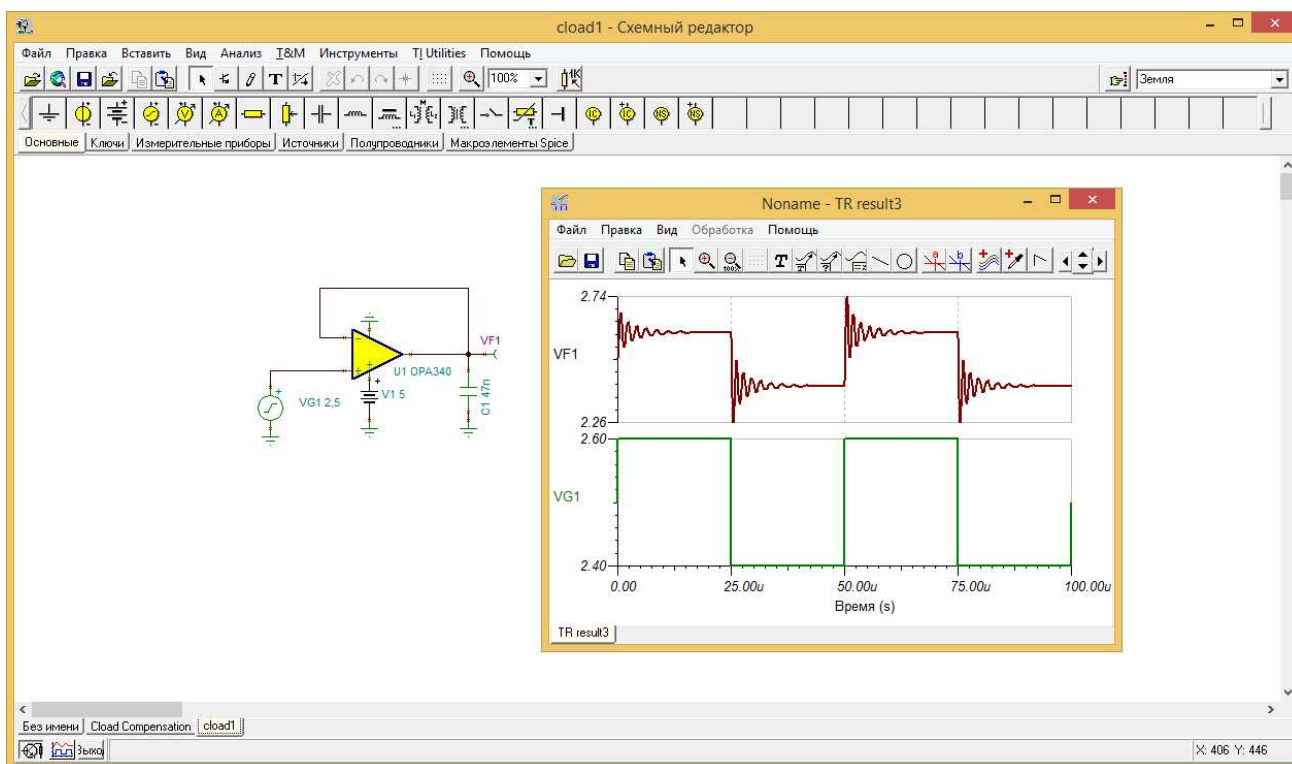 cload1 - Схемный редактор
Файл Правка Вставить Вид Анализ T&M Инструменты TI Utilities Помощь
100% 1K Земля
Основные Ключи Измерительные приборы Источники Полупроводники Макроэлементы Spice
Noname - TR result3
Файл Правка Вид Обработка Помощь
2.74
VF1
2.26
2.60
VG1
2.40
0.00 25.00u 50.00u 75.00u 100.00u
Время (s)
TR result3
VF1
U1 OPA340
VG1 2,5
V1 5
C1 47n
Без имени Cload Compensation cload1
Выход
X: 406 Y: 446